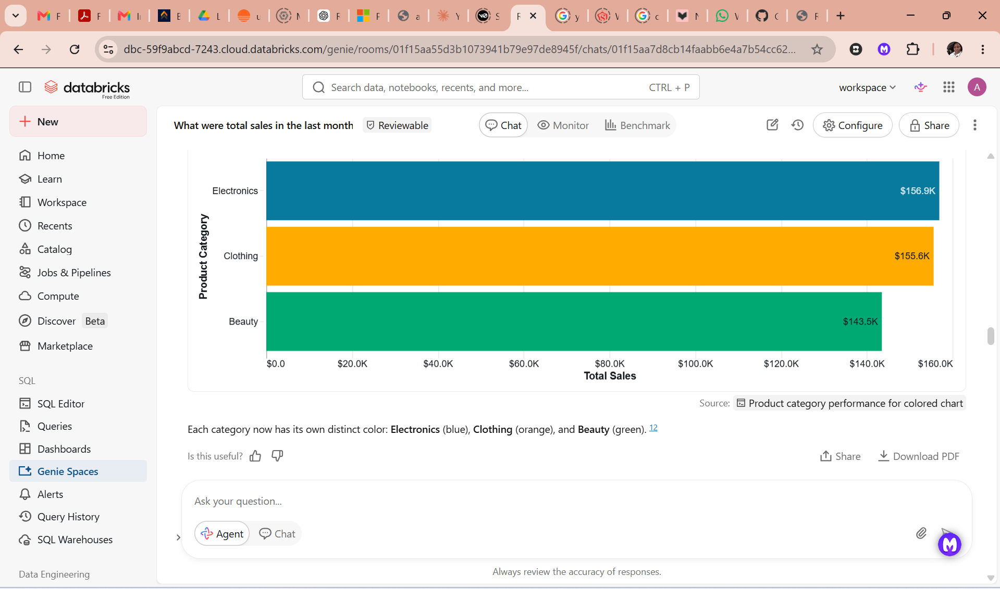 dbc-59f9abcd-7243.cloud.databricks.com/genie/rooms/01f15aa55d3b1073941b79e97de8945f/chats/01f15aa7d8cb14faabb6e4a7b54cc62...
databricks
Free Edition
Search data, notebooks, recents, and more...
CTRL + P
workspace
A
New
What were total sales in the last month
Reviewable
Chat
Monitor
Benchmark
Configure
Share
Home
Learn
Workspace
Recents
Catalog
Jobs & Pipelines
Compute
Discover Beta
Marketplace
SQL
SQL Editor
Queries
Dashboards
Genie Spaces
Alerts
Query History
SQL Warehouses
Data Engineering
Product Category
Electronics
$156.9K
Clothing
$155.6K
Beauty
$143.5K
$0.0 $20.0K $40.0K $60.0K $80.0K $100.0K $120.0K $140.0K $160.0K
Total Sales
Source: Product category performance for colored chart
Each category now has its own distinct color: Electronics (blue), Clothing (orange), and Beauty (green). 12
Is this useful?
Share
Download PDF
Ask your question...
Agent
Chat
Always review the accuracy of responses.